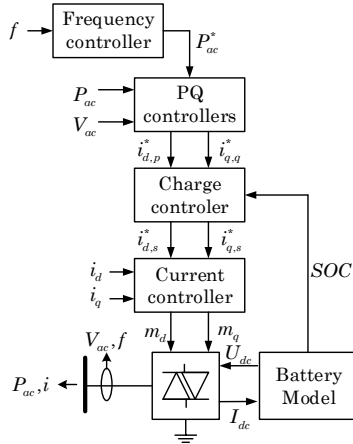 Frequency
controller
f
P*ac
Pac
Vac
PQ
controllers
i*d,p
i*q,q
Charge
controler
i*d,s
i*q,s
id
iq
Current
controller
SOC
md
mq
Vac,f
Udc
Pac,i
Battery
Model
Idc